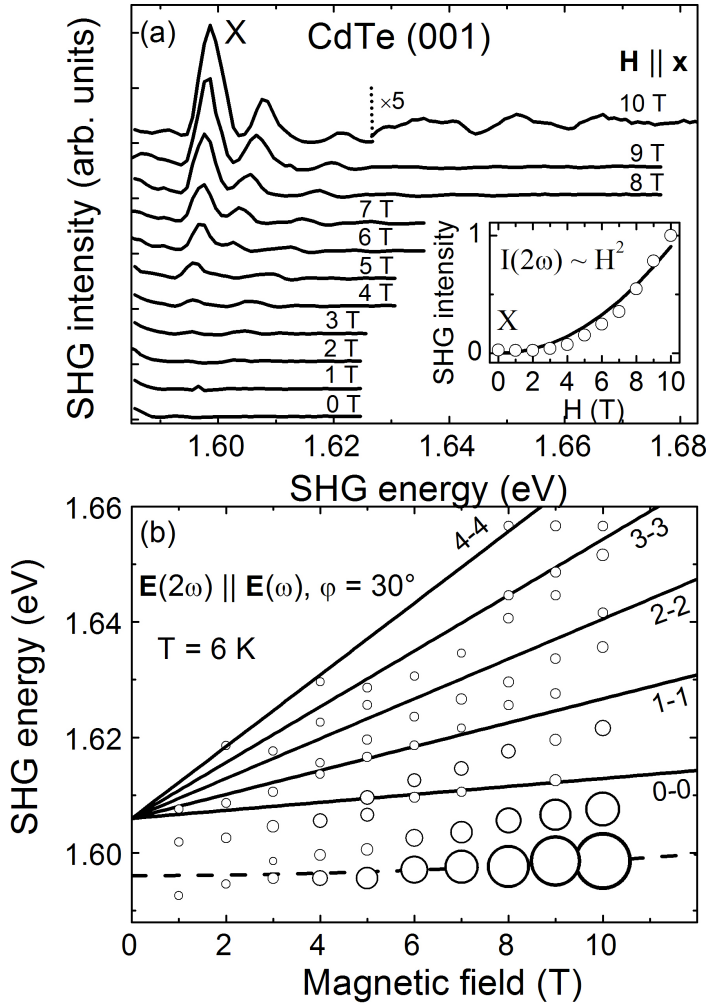 (a) X CdTe (001)
H || x
×5
10 T
9 T
8 T
7 T
6 T
5 T
4 T
3 T
2 T
1 T
0 T
SHG intensity (arb. units)
1
I(2ω) ~ H²
X
0
0 2 4 6 8 10
H (T)
SHG intensity
1.60 1.62 1.64 1.66 1.68
SHG energy (eV)
(b)
4-4
3-3
2-2
1-1
0-0
E(2ω) || E(ω), φ = 30°
T = 6 K
1.66
1.64
1.62
1.60
SHG energy (eV)
0 2 4 6 8 10
Magnetic field (T)